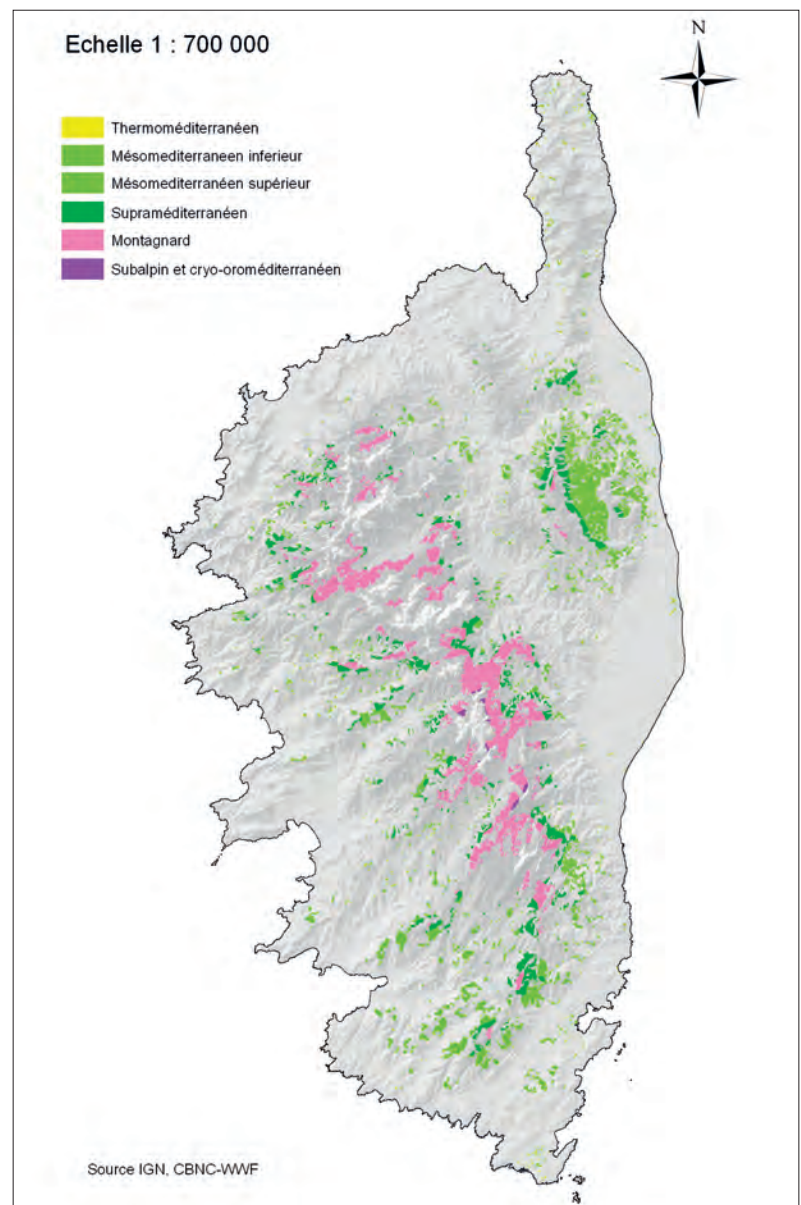 Echelle 1 : 700 000
N
Thermoméditerranéen
Mésomediterraneen inferieur
Mésomediterranéen supérieur
Supraméditerranéen
Montagnard
Subalpin et cryo-oroméditerranéen
Source IGN, CBNC-WWF